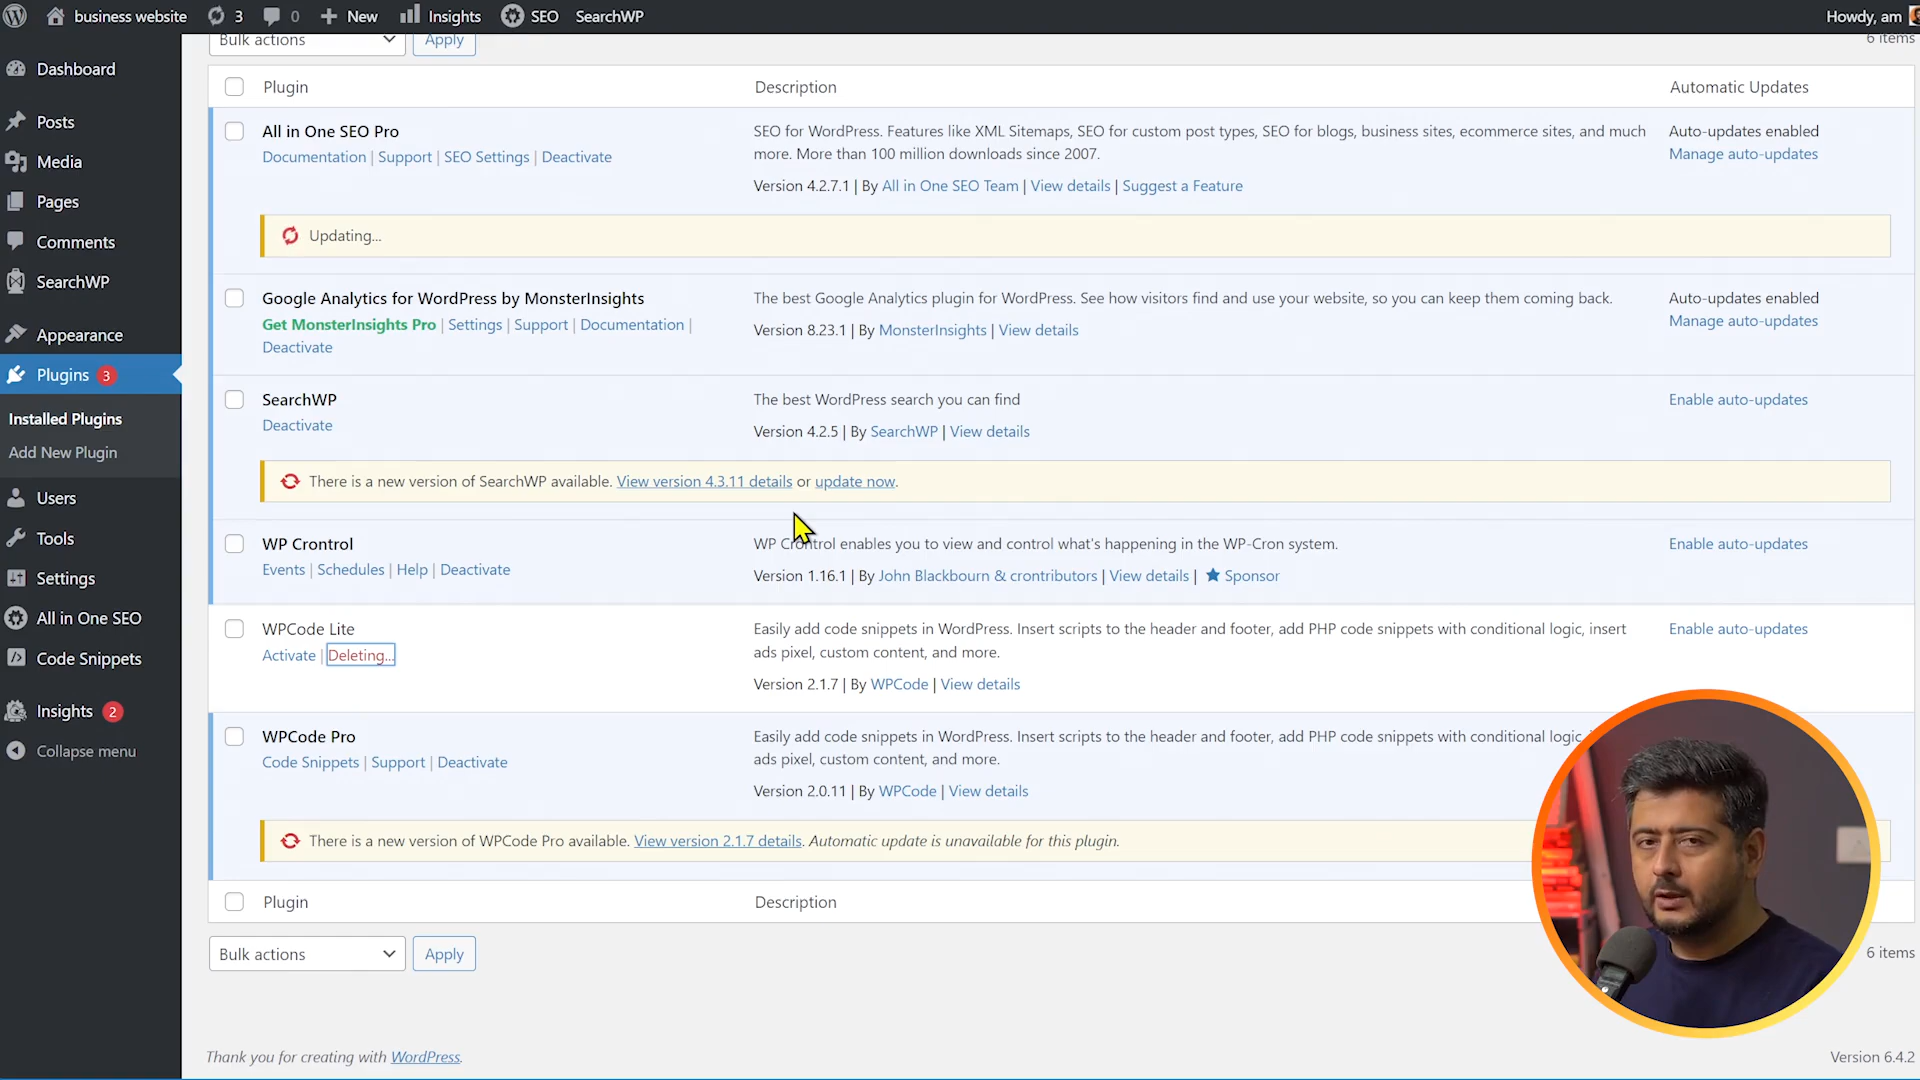 business website 3 0 New Insights SEO SearchWP Howdy, am
Bulk actions Apply 6 items
Dashboard
Posts
Media
Pages
Comments
SearchWP
Appearance
Plugins 3
Installed Plugins
Add New Plugin
Users
Tools
Settings
All in One SEO
Code Snippets
Insights 2
Collapse menu
Plugin Description Automatic Updates
All in One SEO Pro
Documentation | Support | SEO Settings | Deactivate
SEO for WordPress. Features like XML Sitemaps, SEO for custom post types, SEO for blogs, business sites, ecommerce sites, and much
more. More than 100 million downloads since 2007.
Version 4.2.7.1 | By All in One SEO Team | View details | Suggest a Feature
Auto-updates enabled
Manage auto-updates
Updating...
Google Analytics for WordPress by MonsterInsights
Get MonsterInsights Pro | Settings | Support | Documentation |
Deactivate
The best Google Analytics plugin for WordPress. See how visitors find and use your website, so you can keep them coming back.
Version 8.23.1 | By MonsterInsights | View details
Auto-updates enabled
Manage auto-updates
SearchWP
Deactivate
The best WordPress search you can find
Version 4.2.5 | By SearchWP | View details
Enable auto-updates
There is a new version of SearchWP available. View version 4.3.11 details or update now.
WP Crontrol
Events | Schedules | Help | Deactivate
WP Crontrol enables you to view and control what's happening in the WP-Cron system.
Version 1.16.1 | By John Blackbourn & crontributors | View details | Sponsor
Enable auto-updates
WPCode Lite
Activate | Deleting...
Easily add code snippets in WordPress. Insert scripts to the header and footer, add PHP code snippets with conditional logic, insert
ads pixel, custom content, and more.
Version 2.1.7 | By WPCode | View details
Enable auto-updates
WPCode Pro
Code Snippets | Support | Deactivate
Easily add code snippets in WordPress. Insert scripts to the header and footer, add PHP code snippets with conditional logic,
ads pixel, custom content, and more.
Version 2.0.11 | By WPCode | View details
There is a new version of WPCode Pro available. View version 2.1.7 details. Automatic update is unavailable for this plugin.
Plugin Description
Bulk actions Apply 6 items
Thank you for creating with WordPress.
Version 6.4.2